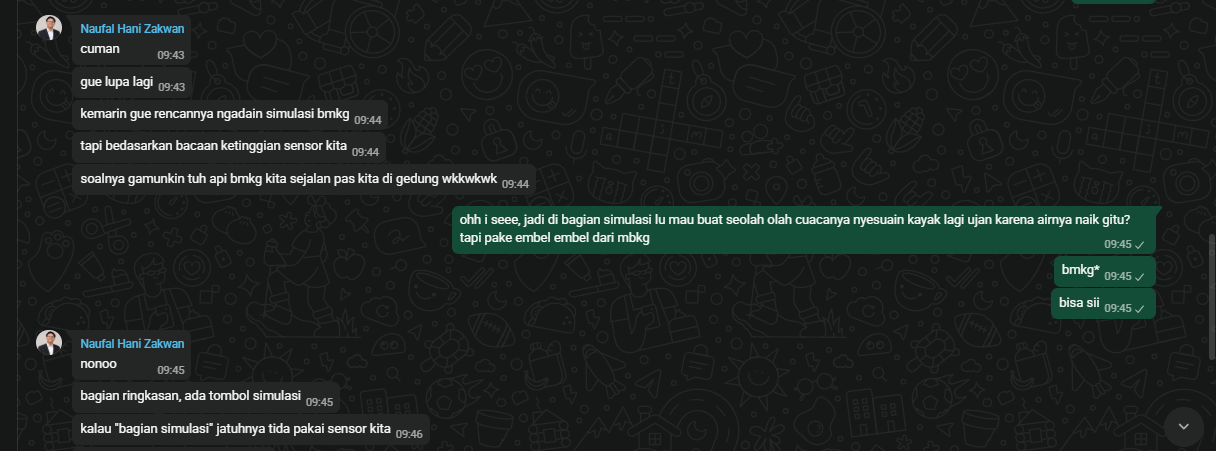 Naufal Hani Zakwan
cuman 09:43
gue lupa lagi 09:43
kemarin gue rencannya ngadain simulasi bmkg 09:44
tapi bedasarkan bacaan ketinggian sensor kita 09:44
soalnya gamunkin tuh api bmkg kita sejalan pas kita di gedung wkkwkwk 09:44
ohh i seee, jadi di bagian simulasi lu mau buat seolah olah cuacanya nyesuain kayak lagi ujan karena airnya naik gitu?
tapi pake embel embel dari mbkg 09:45
bmkg* 09:45
bisa sii 09:45
Naufal Hani Zakwan
nonoo 09:45
bagian ringkasan, ada tombol simulasi 09:45
kalau "bagian simulasi" jatuhnya tida pakai sensor kita 09:46